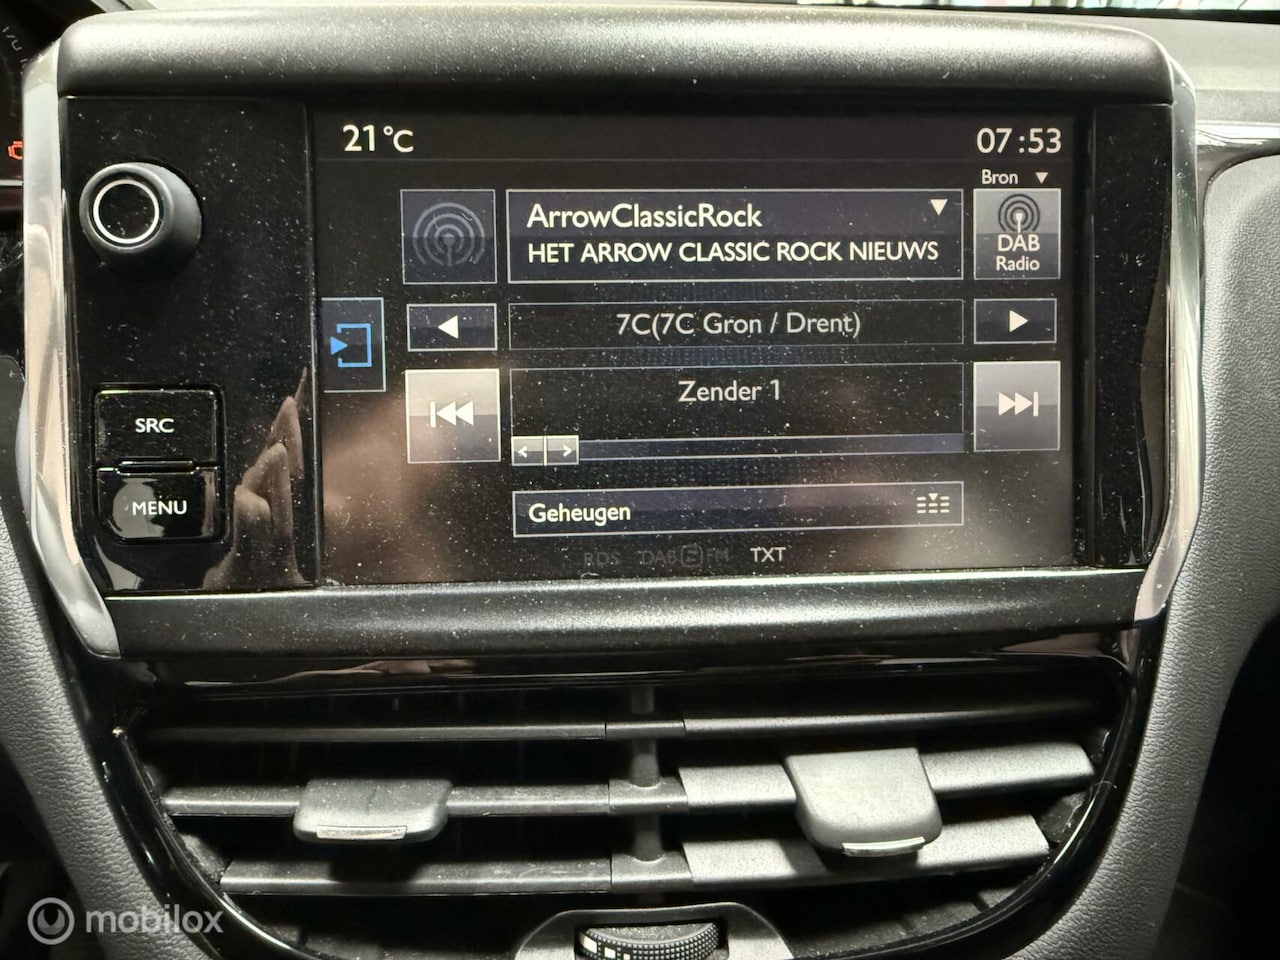 21°C
07:53
Bron
ArrowClassicRock
HET ARROW CLASSIC ROCK NIEUWS
DAB
Radio
7C(7C Gron / Drent)
Zender 1
SRC
MENU
Geheugen
RDS DAB FM TXT
mobilox